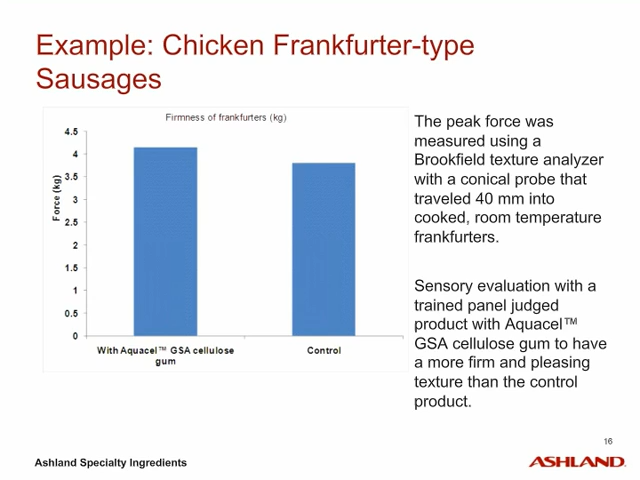 Example: Chicken Frankfurter-type
Sausages
Firmness of frankfurters (kg)
4.5
4
3.5
3
2.5
2
1.5
1
0.5
0
Force (kg)
With Aquacel™ GSA cellulose
gum
Control
The peak force was
measured using a
Brookfield texture analyzer
with a conical probe that
traveled 40 mm into
cooked, room temperature
frankfurters.
Sensory evaluation with a
trained panel judged
product with Aquacel™
GSA cellulose gum to have
a more firm and pleasing
texture than the control
product.
16
Ashland Specialty Ingredients
ASHLAND